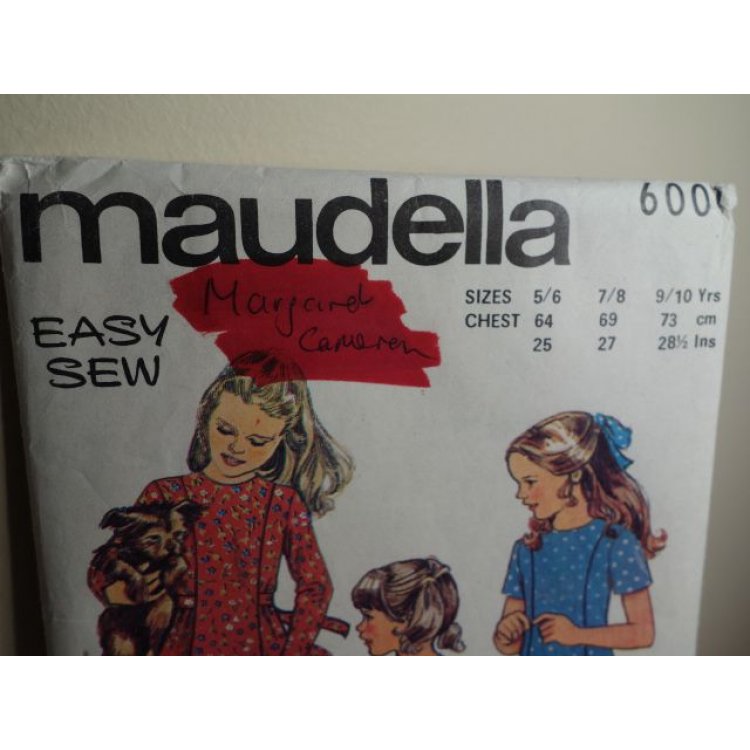 maudella
600
Margaret
Cameron
EASY
SEW
SIZES 5/6 7/8 9/10 Yrs
CHEST 64 69 73 cm
25 27 28½ Ins